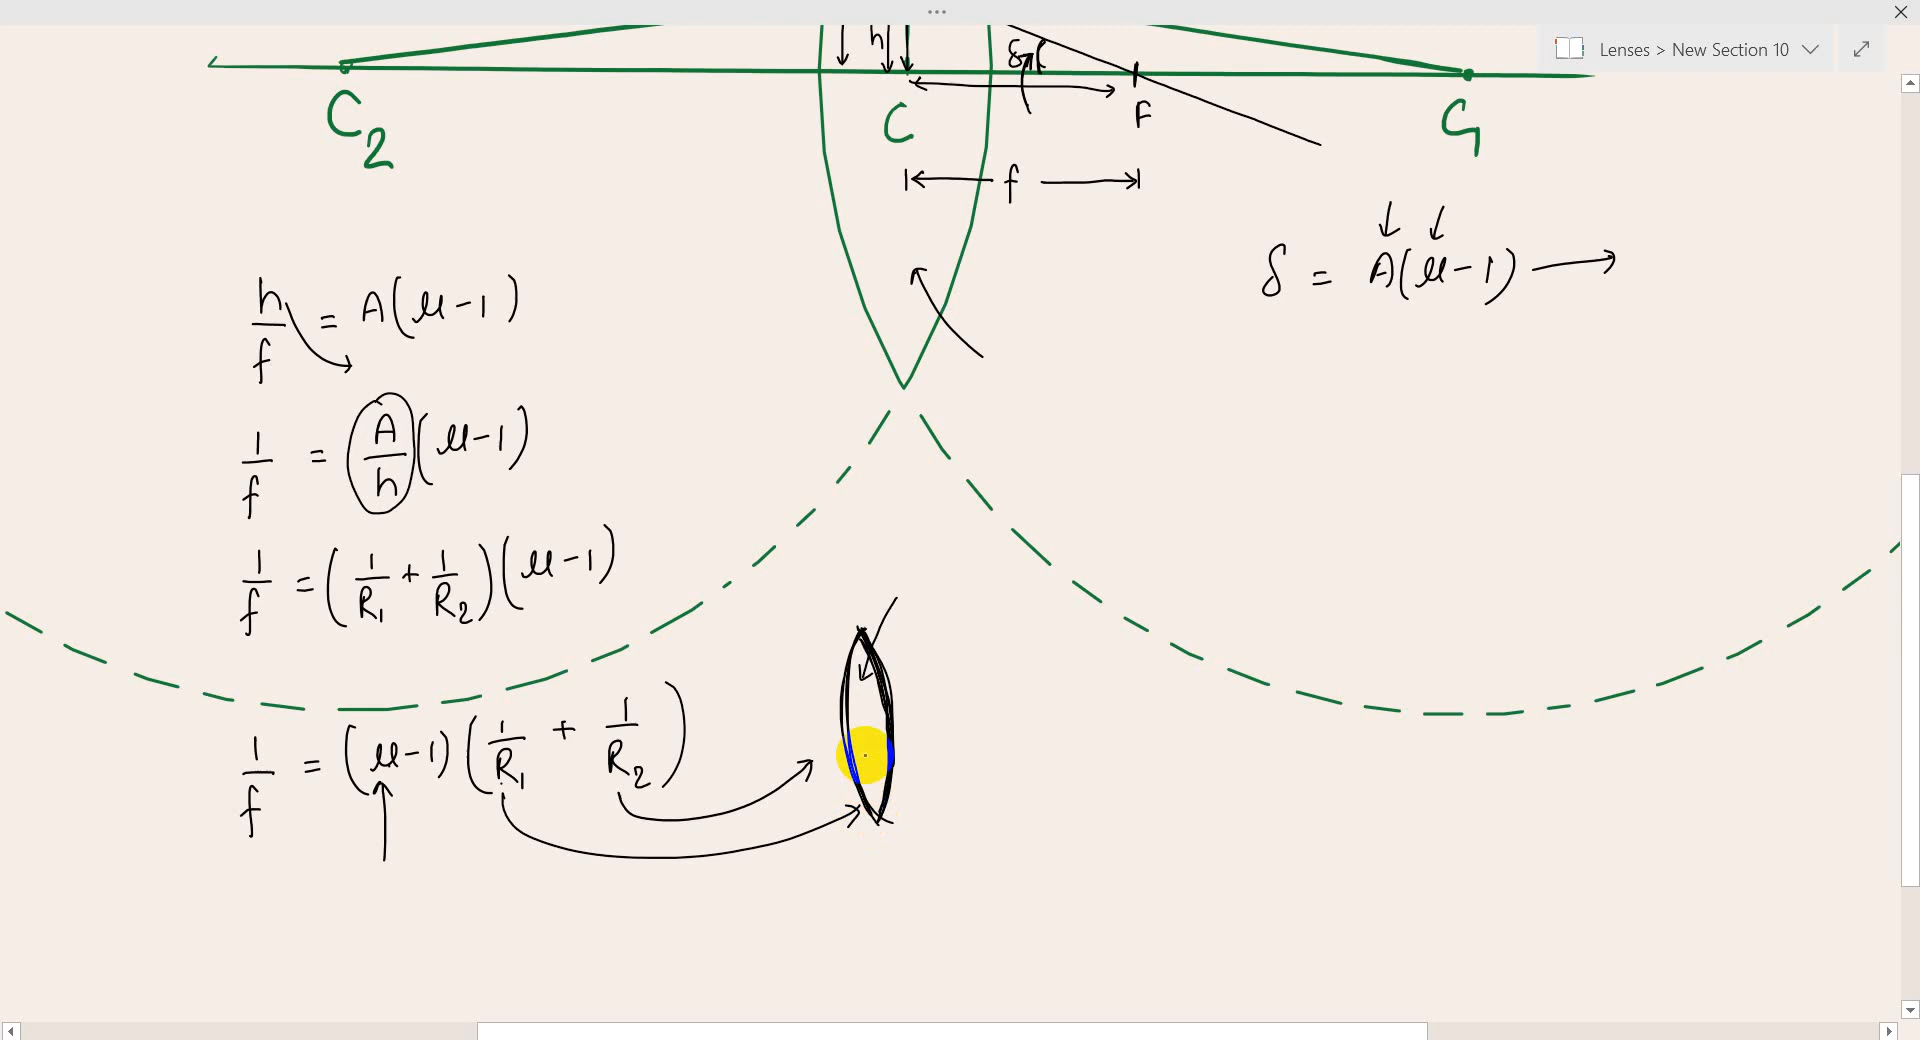 Lenses > New Section 10
h δ
C₂ C F C₁
f
δ = A(μ-1)
h/f = A(μ-1)
1/f = (A/h)(μ-1)
1/f = (1/R₁ + 1/R₂)(μ-1)
1/f = (μ-1)(1/R₁ + 1/R₂)